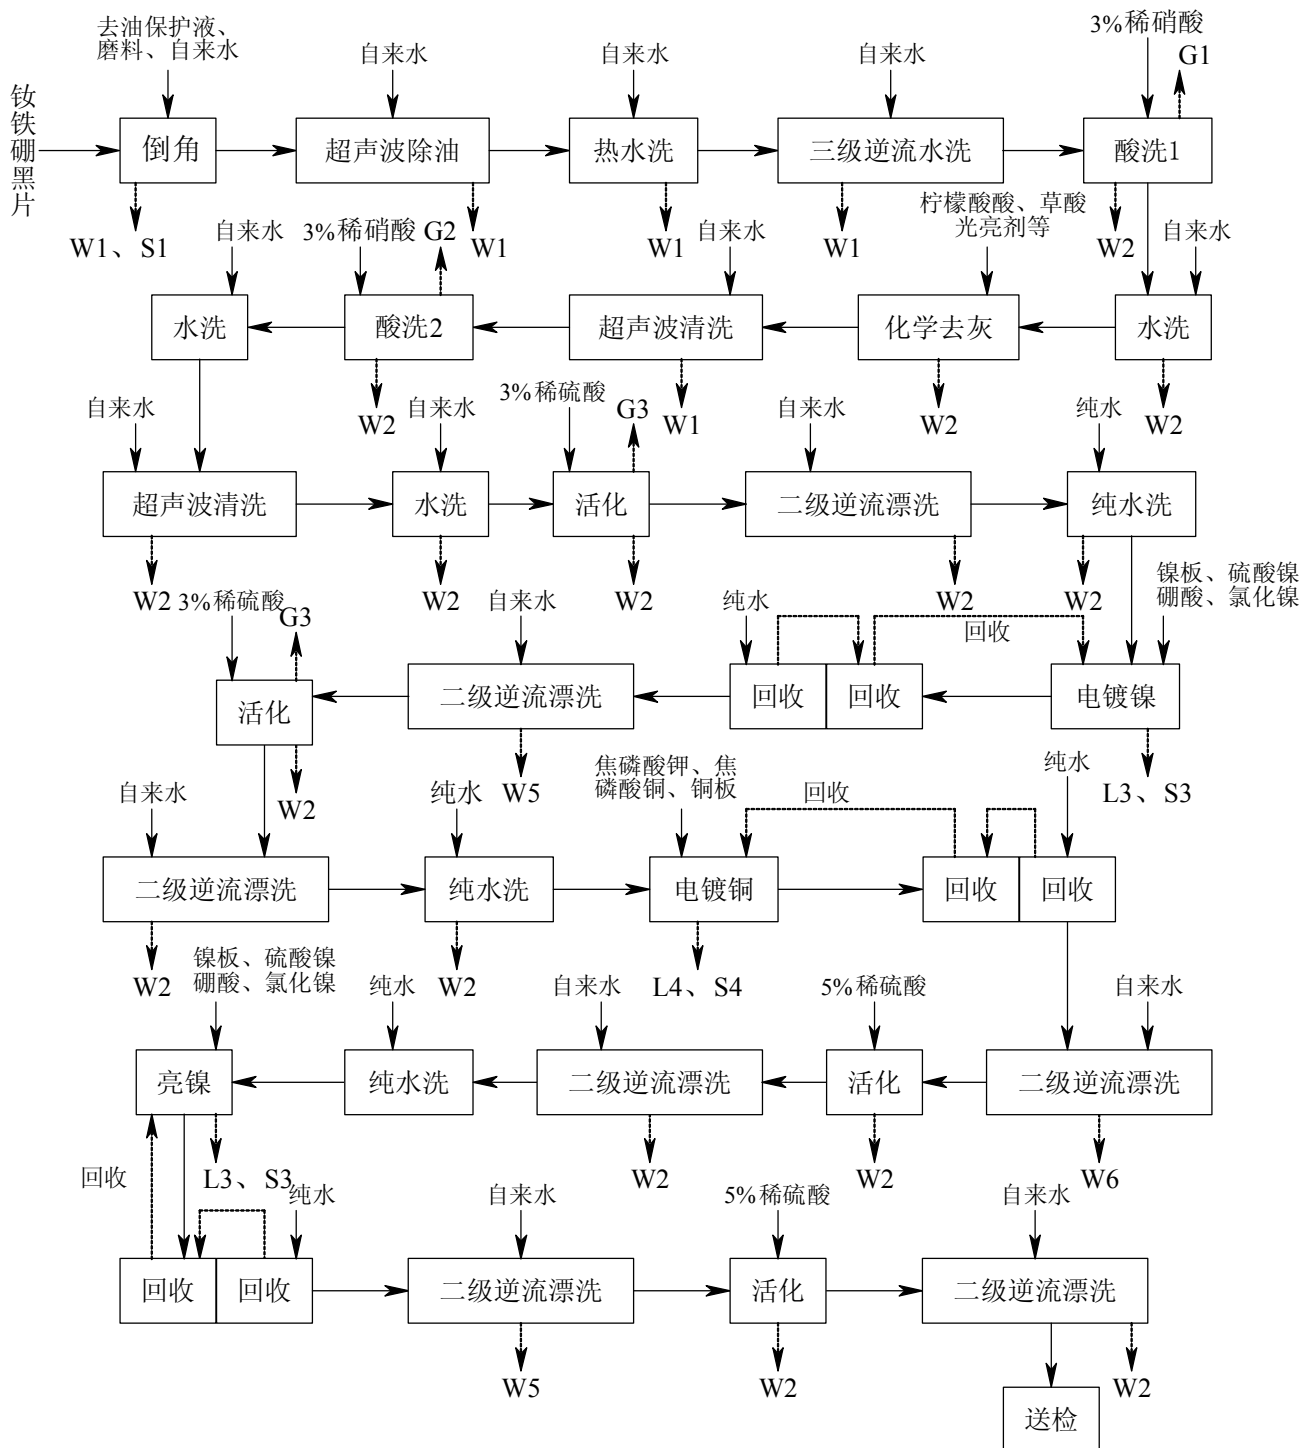 去油保护液、
磨料、自来水
自来水
自来水
自来水
3%稀硝酸
G1
钕铁硼黑片
倒角
超声波除油
热水洗
三级逆流水洗
酸洗1
W1、S1
W1
W1
W1
W2
自来水
3%稀硝酸
G2
自来水
柠檬酸酸、草酸
光亮剂等
自来水
水洗
酸洗2
超声波清洗
化学去灰
水洗
W2
W1
W2
W2
自来水
自来水
3%稀硫酸
G3
自来水
纯水
超声波清洗
水洗
活化
二级逆流漂洗
纯水洗
W2
W2
W2
W2
W2
镍板、硫酸镍
硼酸、氯化镍
3%稀硫酸
G3
自来水
纯水
回收
活化
二级逆流漂洗
回收
回收
电镀镍
W2
W5
L3、S3
自来水
纯水
焦磷酸钾、焦
磷酸铜、铜板
回收
纯水
二级逆流漂洗
纯水洗
电镀铜
回收
回收
W2
W2
L4、S4
镍板、硫酸镍
硼酸、氯化镍
纯水
自来水
5%稀硫酸
自来水
亮镍
纯水洗
二级逆流漂洗
活化
二级逆流漂洗
L3、S3
W2
W2
W6
回收
纯水
自来水
5%稀硫酸
自来水
回收
回收
二级逆流漂洗
活化
二级逆流漂洗
W5
W2
W2
送检